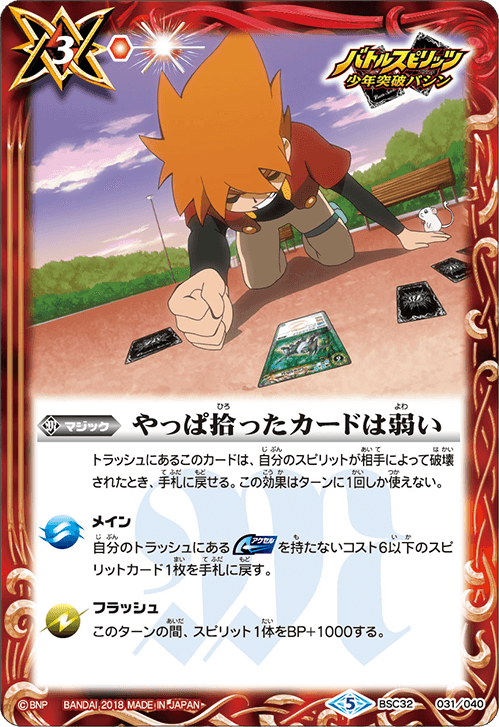 3
バトルスピリッツ
少年突破バシン
マジック
やっぱ拾ったカードは弱い
トラッシュにあるこのカードは、自分のスピリットが相手によって破壊
されたとき、手札に戻せる。この効果はターンに1回しか使えない。
メイン
自分のトラッシュにある アクセル を持たないコスト6以下のスピ
リットカード1枚を手札に戻す。
フラッシュ
このターンの間、スピリット1体をBP+1000する。
©BNP BANDAI 2018 MADE IN JAPAN 5 BSC32 031/040